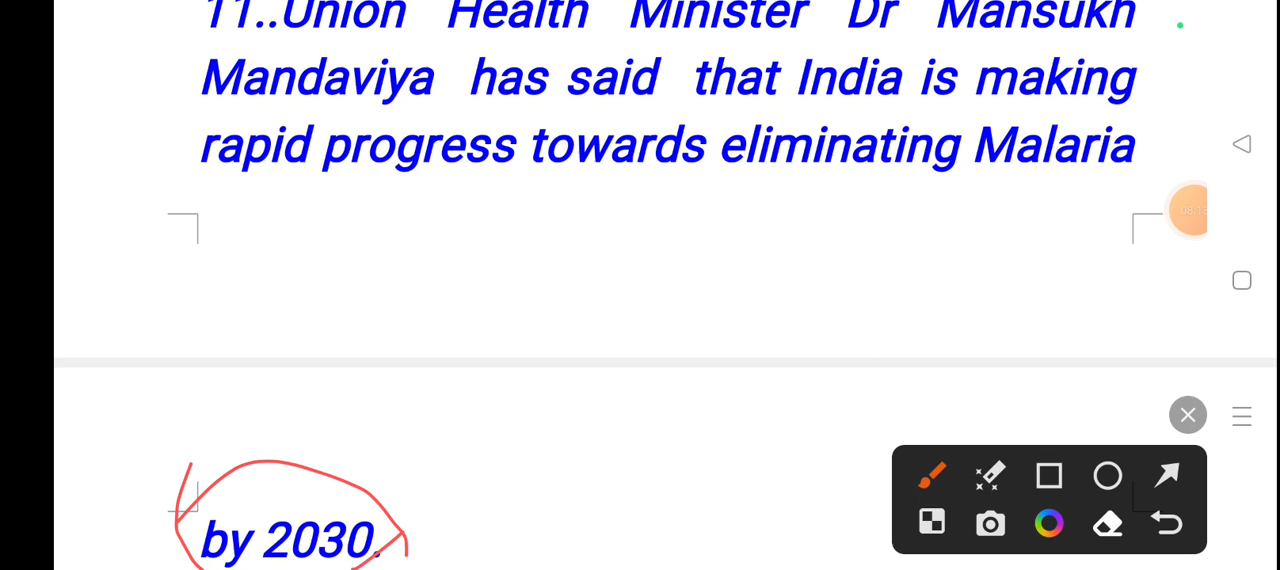 11..Union Health Minister Dr Mansukh
Mandaviya has said that India is making
rapid progress towards eliminating Malaria
by 2030.